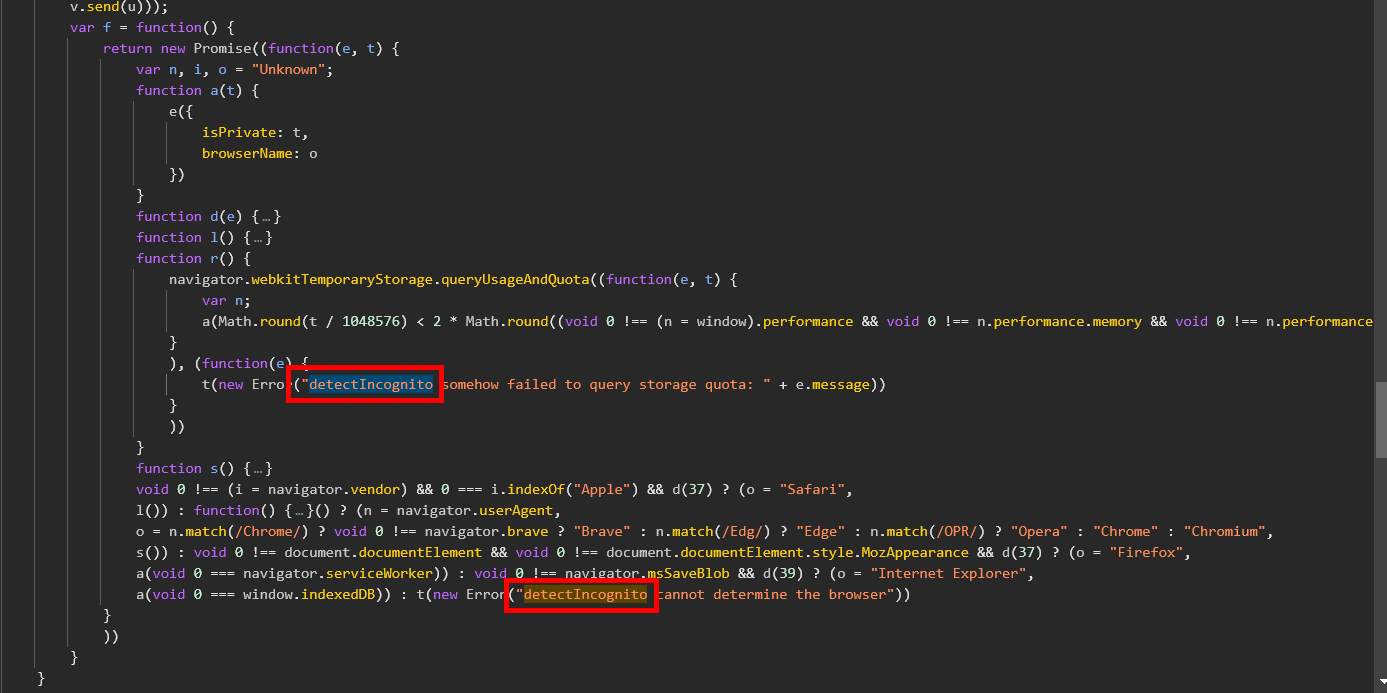 v.send(u)));
var f = function() {
return new Promise((function(e, t) {
var n, i, o = "Unknown";
function a(t) {
e({
isPrivate: t,
browserName: o
})
}
function d(e) {…}
function l() {…}
function r() {
navigator.webkitTemporaryStorage.queryUsageAndQuota((function(e, t) {
var n;
a(Math.round(t / 1048576) < 2 * Math.round((void 0 !== (n = window).performance && void 0 !== n.performance.memory && void 0 !== n.performance
}
), (function(e) {
t(new Error("detectIncognito somehow failed to query storage quota: " + e.message))
}
))
}
function s() {…}
void 0 !== (i = navigator.vendor) && 0 === i.indexOf("Apple") && d(37) ? (o = "Safari",
l()) : function() {…}() ? (n = navigator.userAgent,
o = n.match(/Chrome/) ? void 0 !== navigator.brave ? "Brave" : n.match(/Edg/) ? "Edge" : n.match(/OPR/) ? "Opera" : "Chrome" : "Chromium",
s()) : void 0 !== document.documentElement && void 0 !== document.documentElement.style.MozAppearance && d(37) ? (o = "Firefox",
a(void 0 === navigator.serviceWorker)) : void 0 !== navigator.msSaveBlob && d(39) ? (o = "Internet Explorer",
a(void 0 === window.indexedDB)) : t(new Error("detectIncognito cannot determine the browser"))
}
))
}
}